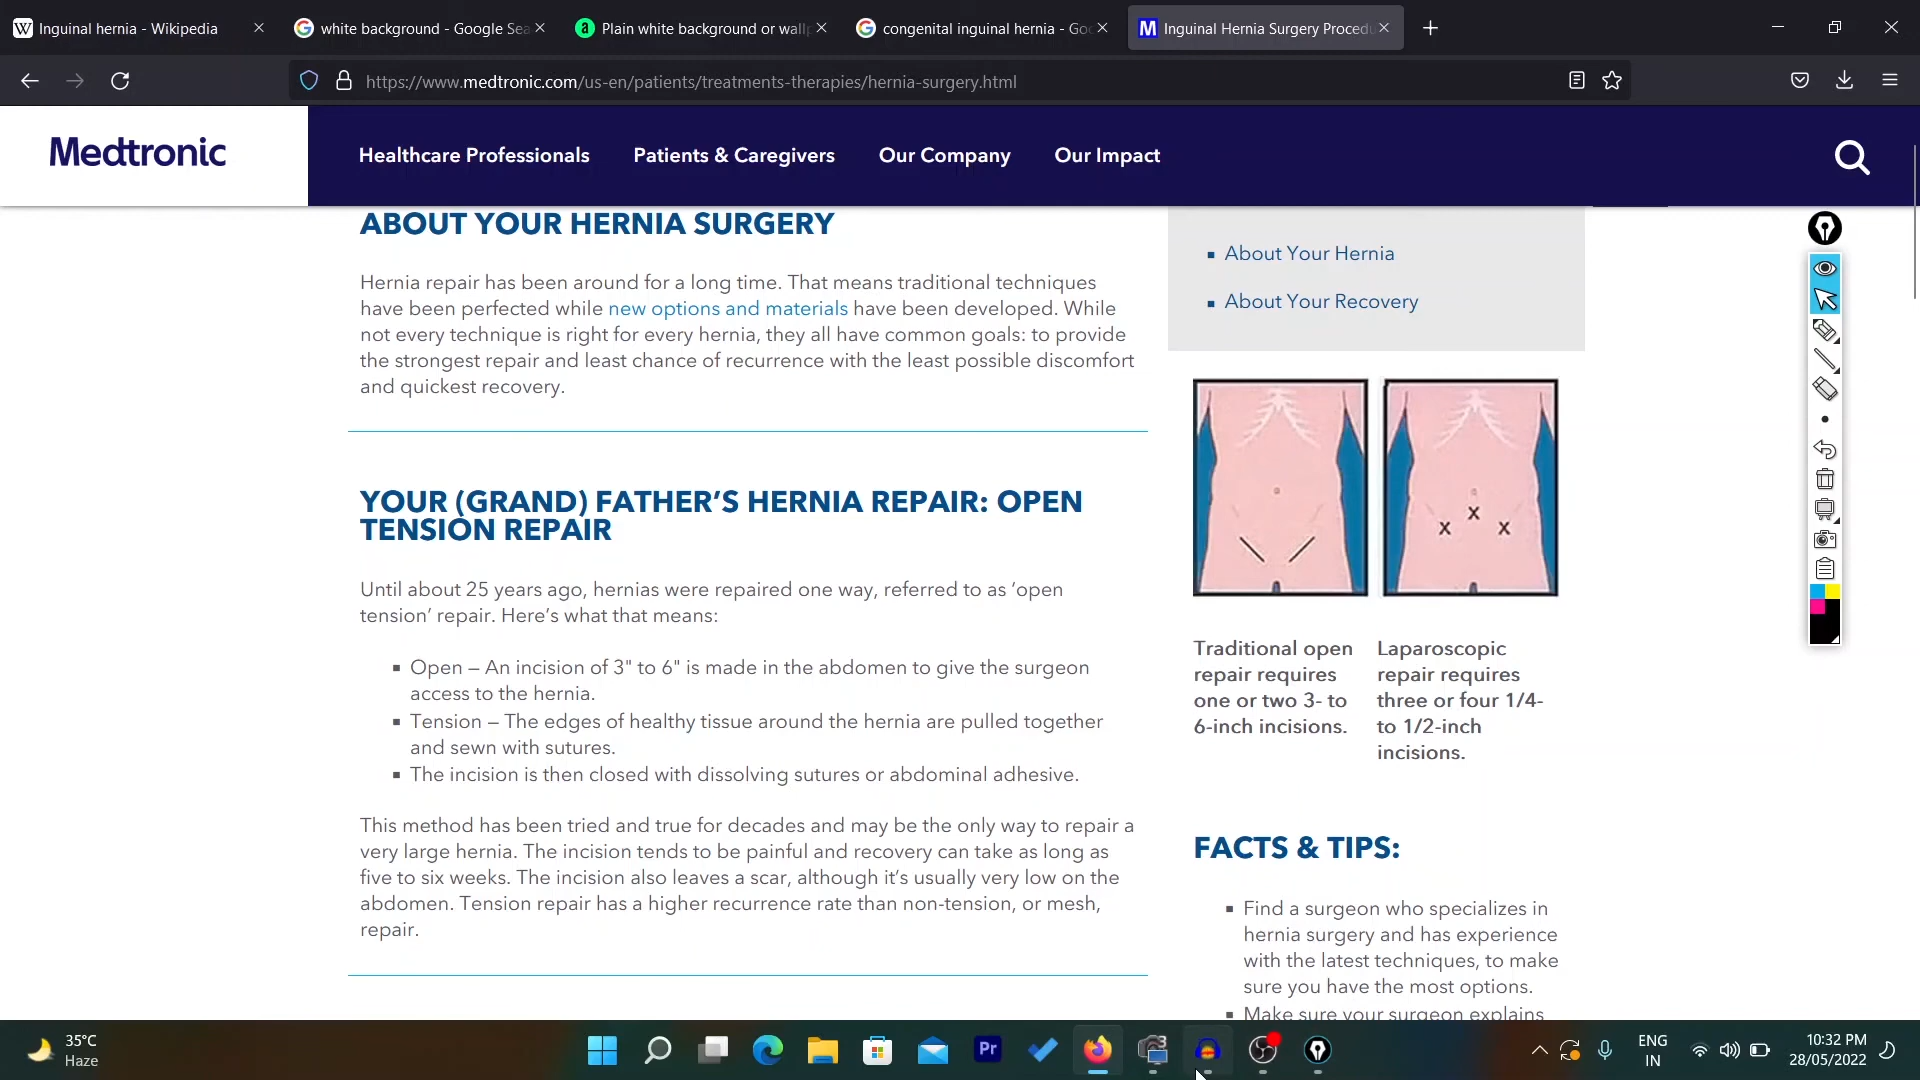 Inguinal hernia - Wikipedia
white background - Google Sea
Plain white background or wallp
congenital inguinal hernia - Goo
Inguinal Hernia Surgery Procedu
https://www.medtronic.com/us-en/patients/treatments-therapies/hernia-surgery.html
Medtronic
Healthcare Professionals
Patients & Caregivers
Our Company
Our Impact
ABOUT YOUR HERNIA SURGERY
Hernia repair has been around for a long time. That means traditional techniques
have been perfected while new options and materials have been developed. While
not every technique is right for every hernia, they all have common goals: to provide
the strongest repair and least chance of recurrence with the least possible discomfort
and quickest recovery.
YOUR (GRAND) FATHER’S HERNIA REPAIR: OPEN
TENSION REPAIR
Until about 25 years ago, hernias were repaired one way, referred to as ‘open
tension’ repair. Here’s what that means:
▪ Open – An incision of 3" to 6" is made in the abdomen to give the surgeon
access to the hernia.
▪ Tension – The edges of healthy tissue around the hernia are pulled together
and sewn with sutures.
▪ The incision is then closed with dissolving sutures or abdominal adhesive.
This method has been tried and true for decades and may be the only way to repair a
very large hernia. The incision tends to be painful and recovery can take as long as
five to six weeks. The incision also leaves a scar, although it’s usually very low on the
abdomen. Tension repair has a higher recurrence rate than non-tension, or mesh,
repair.
▪ About Your Hernia
▪ About Your Recovery
X
X X
Traditional open
repair requires
one or two 3- to
6-inch incisions.
Laparoscopic
repair requires
three or four 1/4-
to 1/2-inch
incisions.
FACTS & TIPS:
▪ Find a surgeon who specializes in
hernia surgery and has experience
with the latest techniques, to make
sure you have the most options.
▪ Make sure your surgeon explains
35°C
Haze
Pr
3
ENG
IN
10:32 PM
28/05/2022